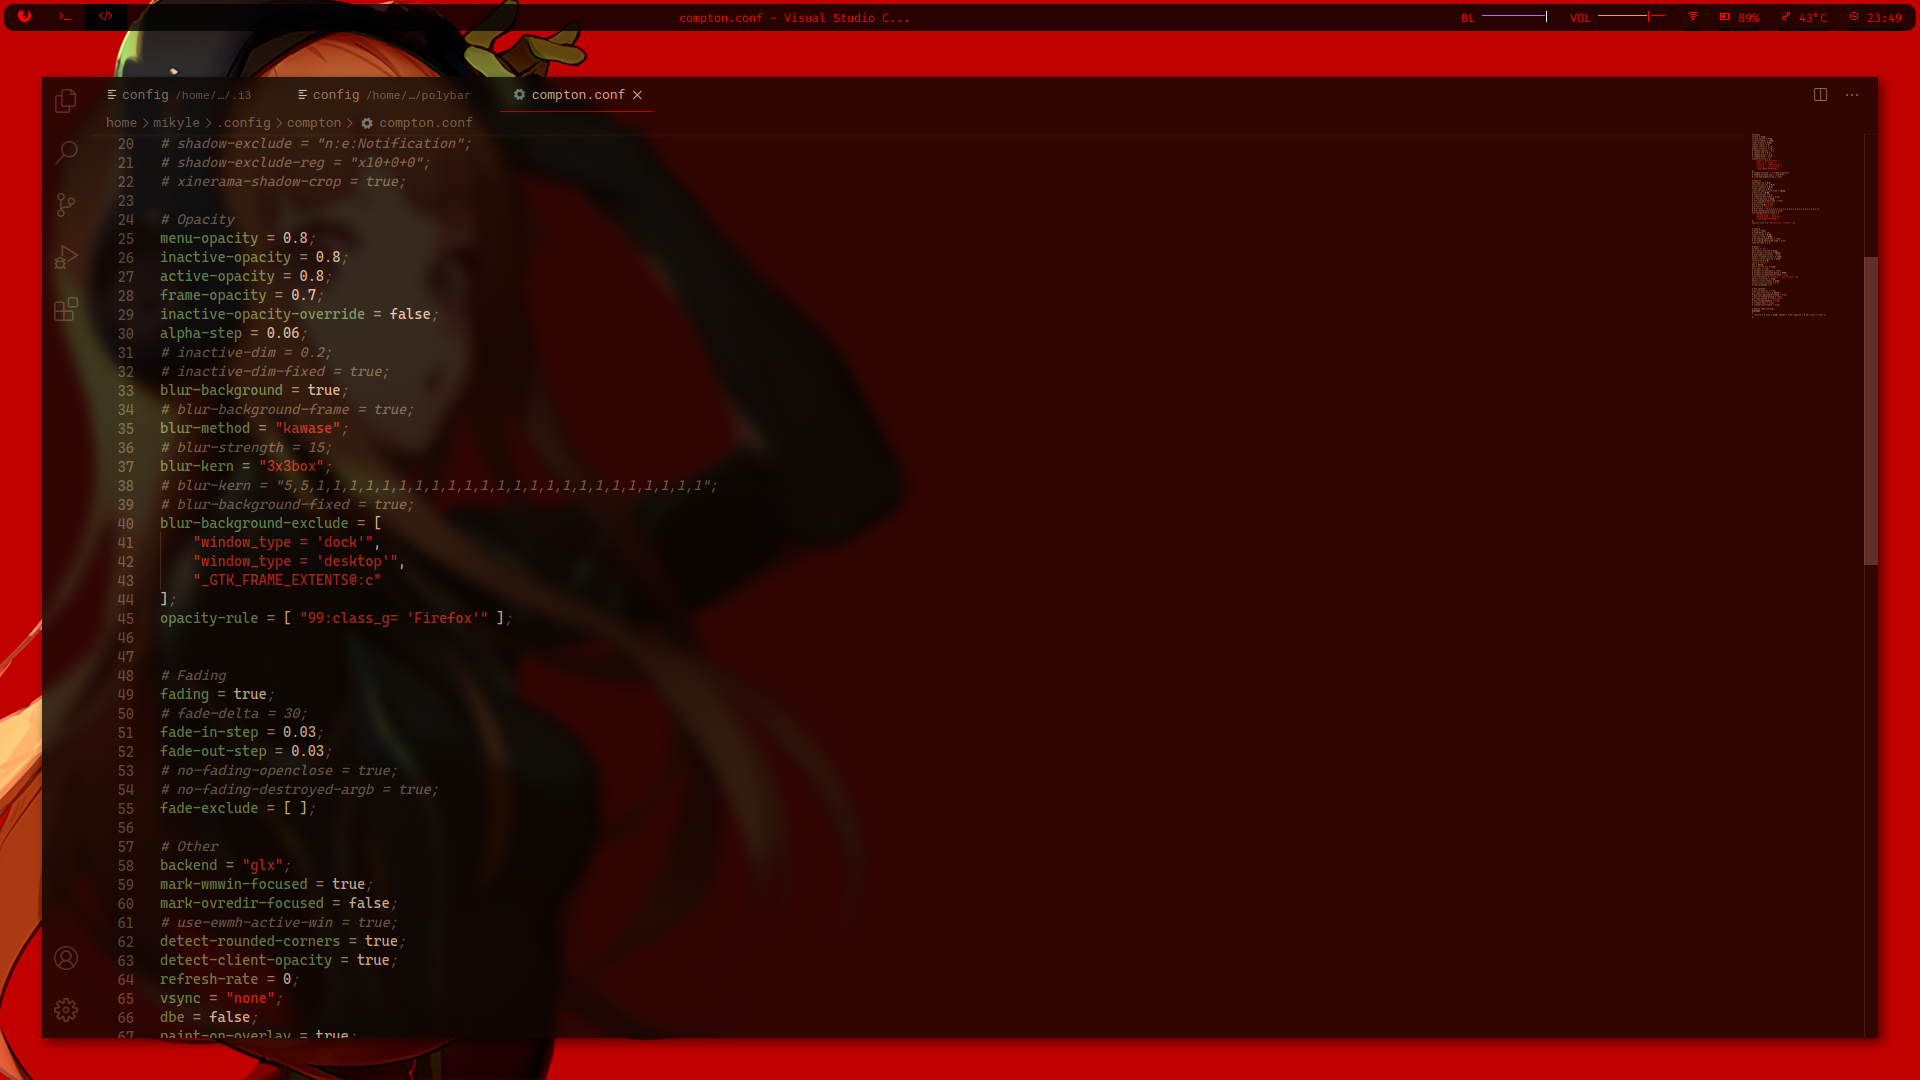 compton.conf - Visual Studio C...
BL
VOL
89%
43°C
23:49
config /home/…/.i3
config /home/…/polybar
compton.conf
home > mikyle > .config > compton > compton.conf
20 # shadow-exclude = "n:e:Notification";
21 # shadow-exclude-reg = "x10+0+0";
22 # xinerama-shadow-crop = true;
23
24 # Opacity
25 menu-opacity = 0.8;
26 inactive-opacity = 0.8;
27 active-opacity = 0.8;
28 frame-opacity = 0.7;
29 inactive-opacity-override = false;
30 alpha-step = 0.06;
31 # inactive-dim = 0.2;
32 # inactive-dim-fixed = true;
33 blur-background = true;
34 # blur-background-frame = true;
35 blur-method = "kawase";
36 # blur-strength = 15;
37 blur-kern = "3x3box";
38 # blur-kern = "5,5,1,1,1,1,1,1,1,1,1,1,1,1,1,1,1,1,1,1,1,1,1,1,1,1";
39 # blur-background-fixed = true;
40 blur-background-exclude = [
41 "window_type = 'dock'",
42 "window_type = 'desktop'",
43 "_GTK_FRAME_EXTENTS@:c"
44 ];
45 opacity-rule = [ "99:class_g= 'Firefox'" ];
46
47
48 # Fading
49 fading = true;
50 # fade-delta = 30;
51 fade-in-step = 0.03;
52 fade-out-step = 0.03;
53 # no-fading-openclose = true;
54 # no-fading-destroyed-argb = true;
55 fade-exclude = [ ];
56
57 # Other
58 backend = "glx";
59 mark-wmwin-focused = true;
60 mark-ovredir-focused = false;
61 # use-ewmh-active-win = true;
62 detect-rounded-corners = true;
63 detect-client-opacity = true;
64 refresh-rate = 0;
65 vsync = "none";
66 dbe = false;
67 paint-on-overlay = true;